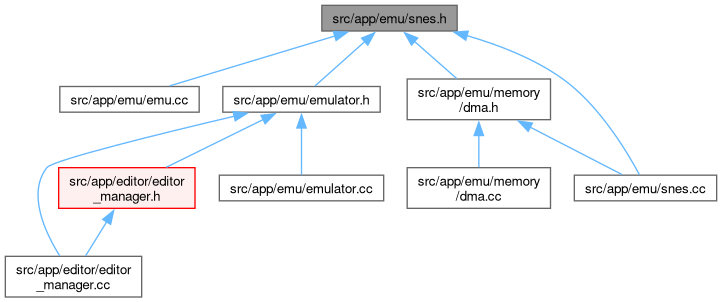 src/app/emu/snes.h
src/app/emu/emu.cc
src/app/emu/emulator.h
src/app/emu/memory
/dma.h
src/app/editor/editor
_manager.h
src/app/emu/emulator.cc
src/app/emu/memory
/dma.cc
src/app/emu/snes.cc
src/app/editor/editor
_manager.cc